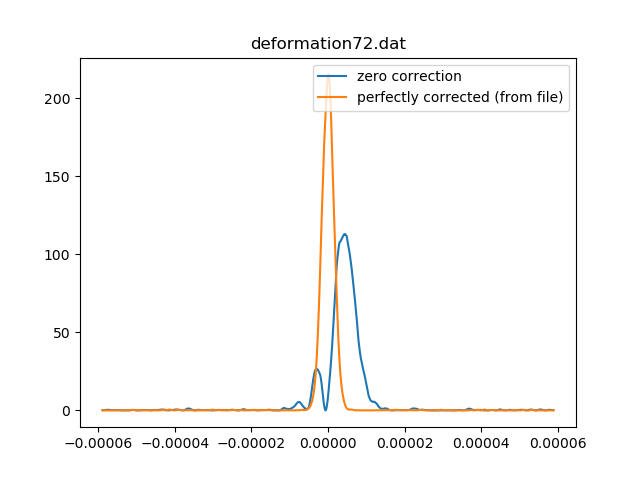 deformation72.dat
zero correction
perfectly corrected (from file)
200
150
100
50
0
−0.00006 −0.00004 −0.00002 0.00000 0.00002 0.00004 0.00006